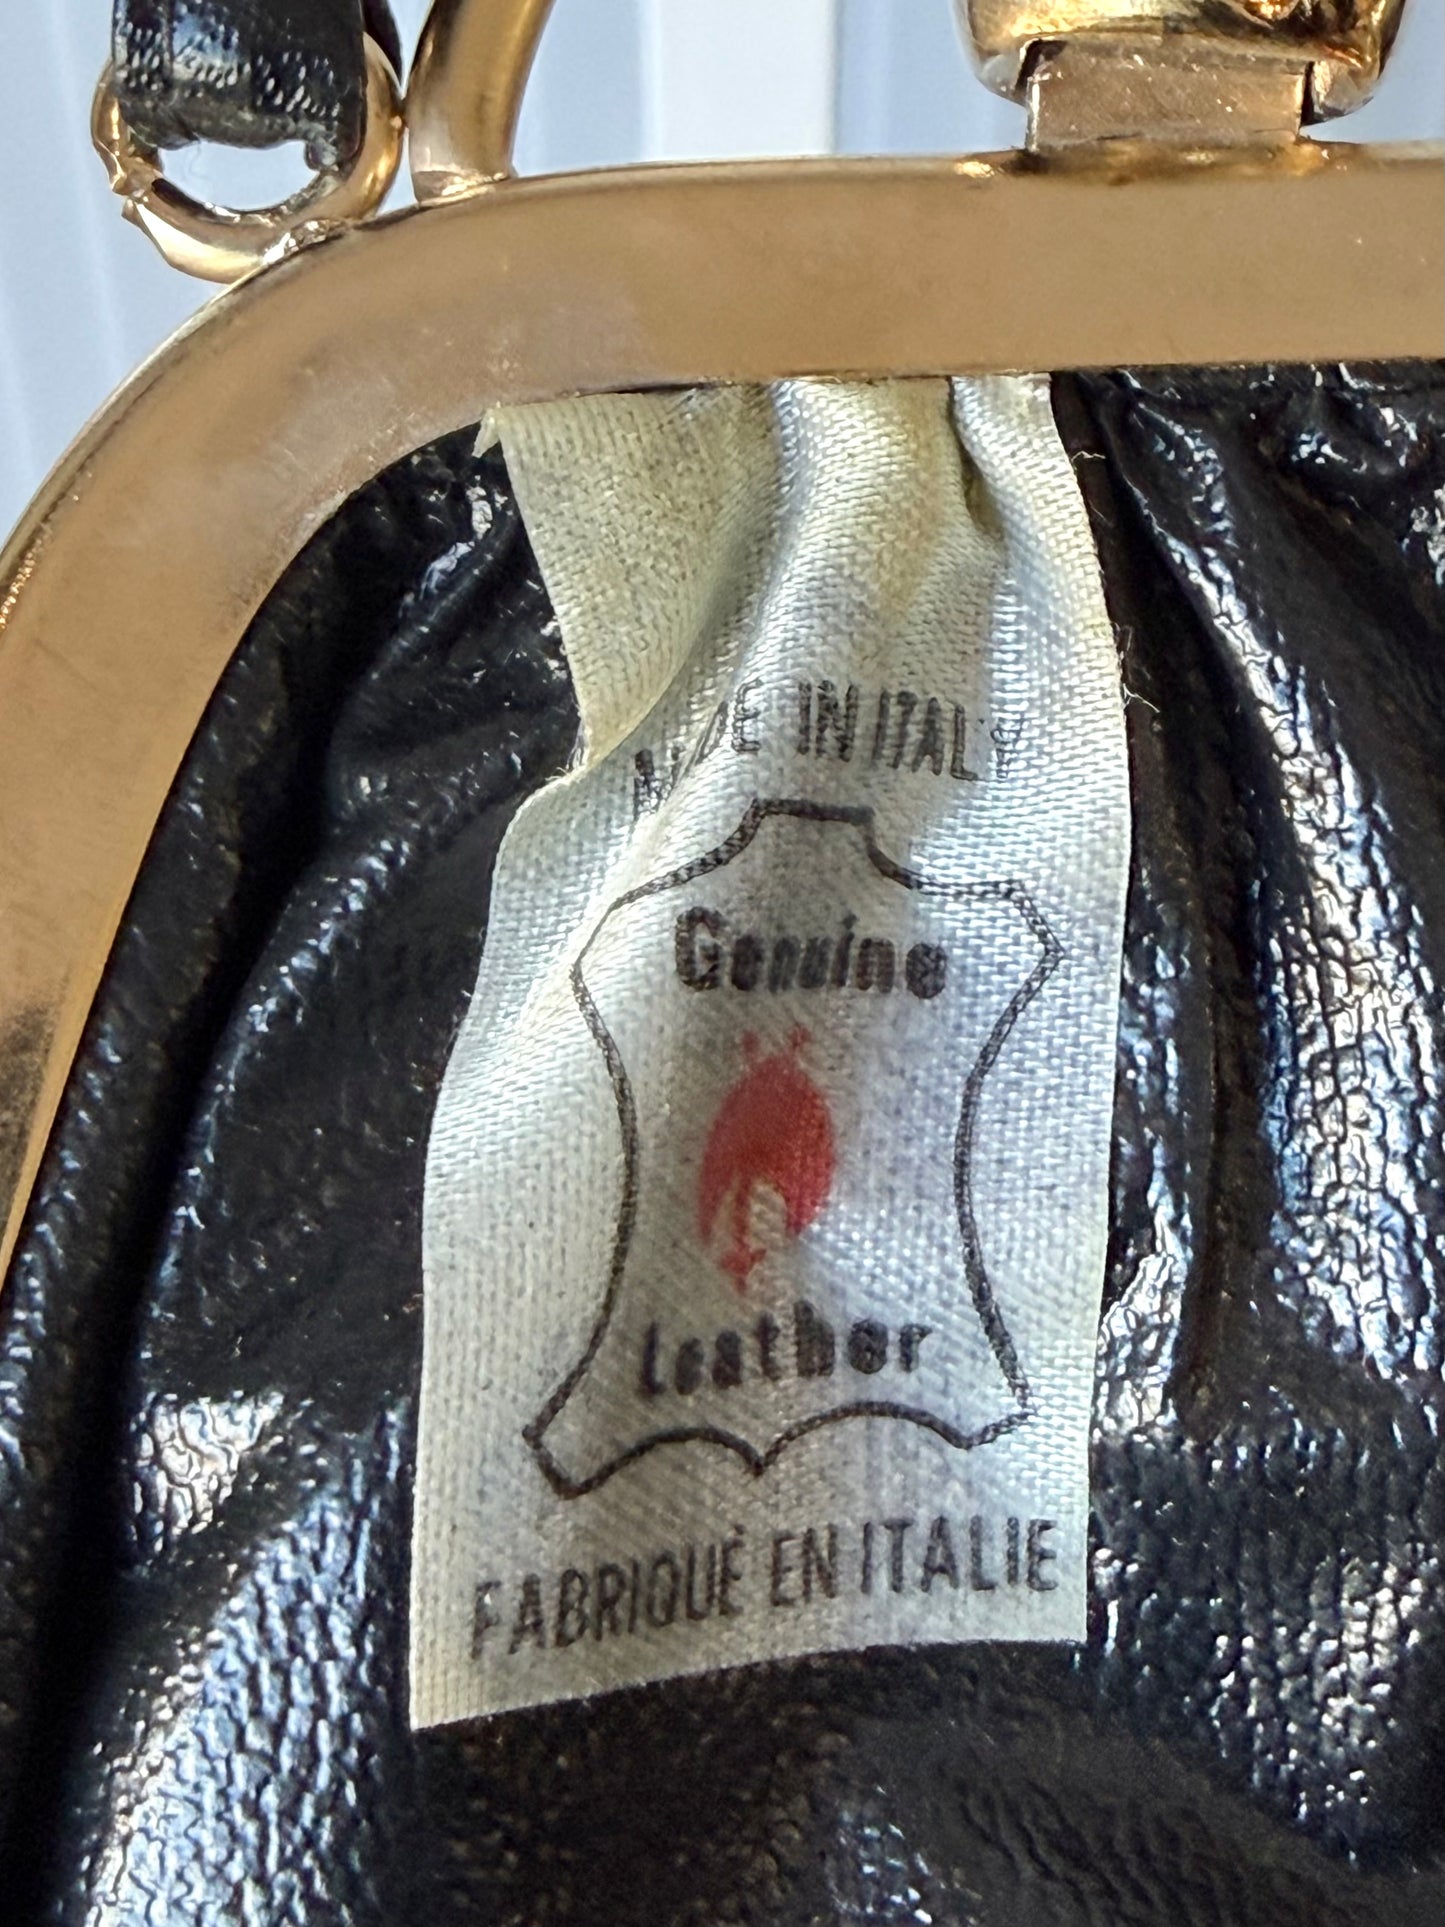 MADE IN ITALY
Genuine
Leather
FABRIQUÉ EN ITALIE